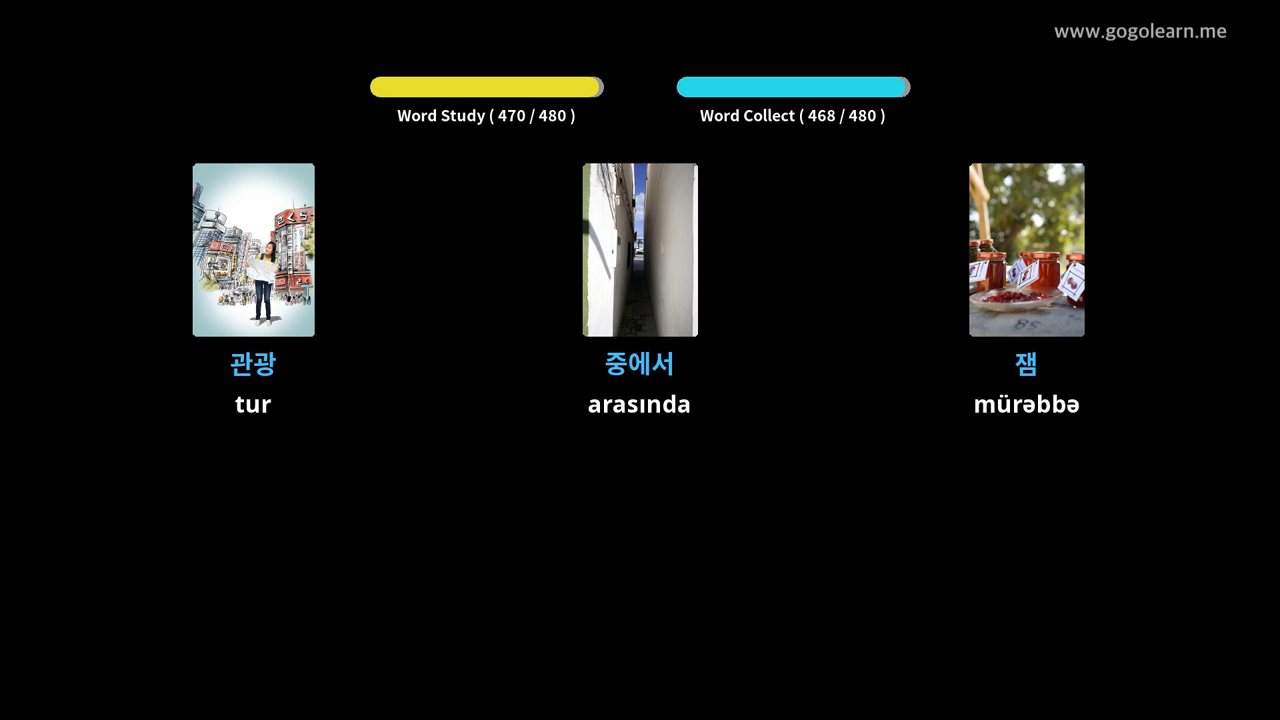 www.gogolearn.me
Word Study ( 470 / 480 )
Word Collect ( 468 / 480 )
관광
중에서
잼
tur
arasında
mürəbbə